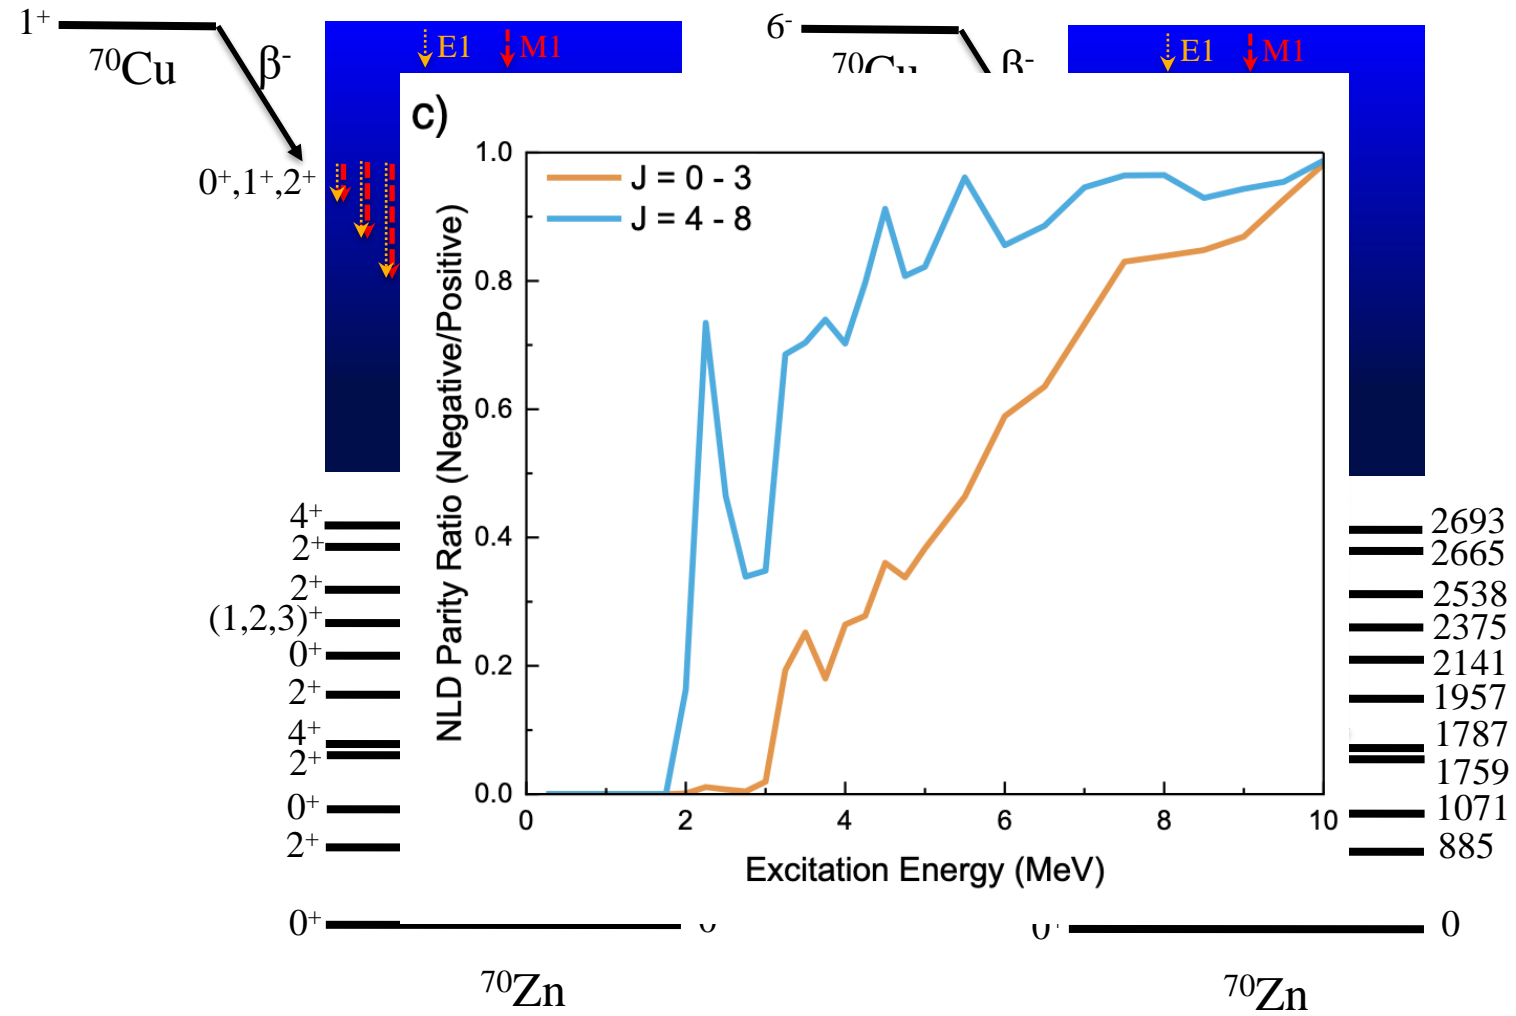 1⁺
⁷⁰Cu
β⁻
E1
M1
0⁺,1⁺,2⁺
6⁻
⁷⁰Cu
β⁻
E1
M1
c)
J = 0 - 3
J = 4 - 8
NLD Parity Ratio (Negative/Positive)
1.0
0.8
0.6
0.4
0.2
0.0
0
2
4
6
8
10
Excitation Energy (MeV)
4⁺
2⁺
2⁺
(1,2,3)⁺
0⁺
2⁺
4⁺
2⁺
0⁺
2⁺
0⁺
⁷⁰Zn
2693
2665
2538
2375
2141
1957
1787
1759
1071
885
0
⁷⁰Zn